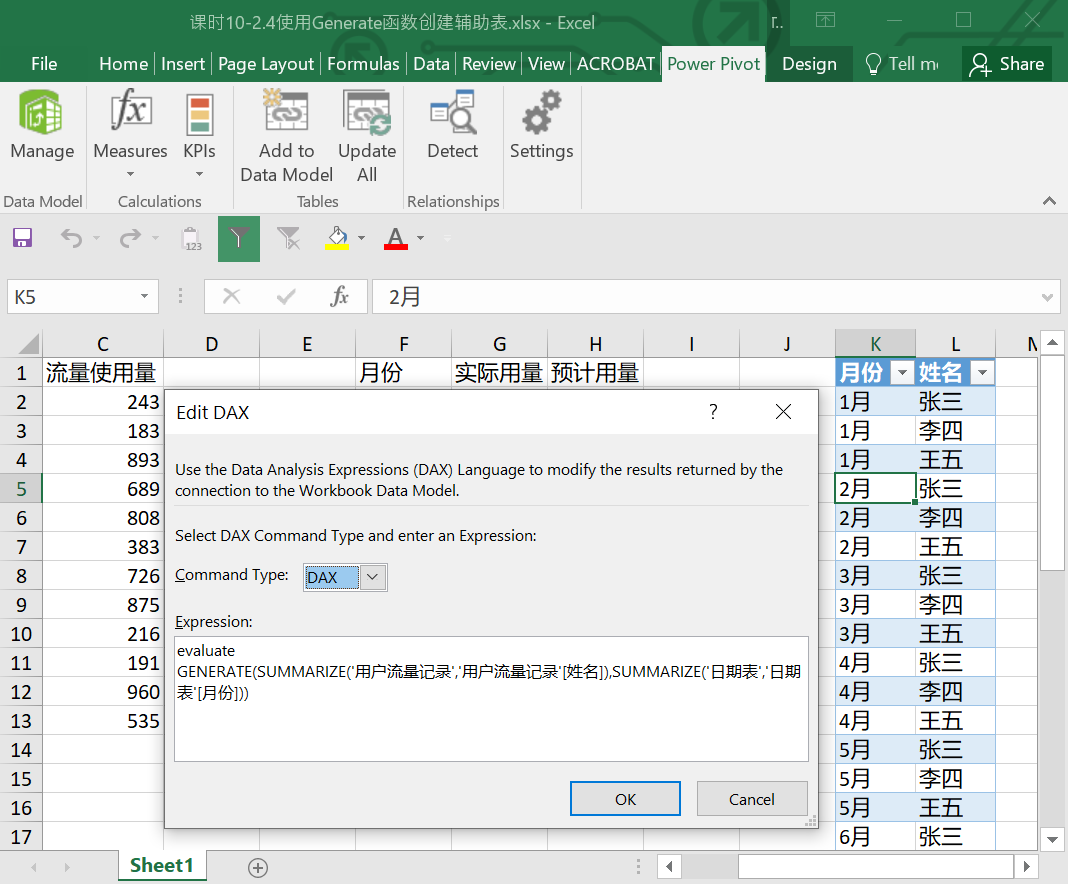 课时10-2.4使用Generate函数创建辅助表.xlsx - Excel
File Home Insert Page Layout Formulas Data Review View ACROBAT Power Pivot Design Tell me Share
Manage Measures KPIs Add to Data Model Update All Detect Settings
Data Model Calculations Tables Relationships
123
K5 fx 2月
C D E F G H I J K L M
1 流量使用量 月份 实际用量 预计用量 月份 姓名
2 243 1月 张三
3 183 1月 李四
4 893 1月 王五
5 689 2月 张三
6 808 2月 李四
7 383 2月 王五
8 726 3月 张三
9 875 3月 李四
10 216 3月 王五
11 191 4月 张三
12 960 4月 李四
13 535 4月 王五
14 5月 张三
15 5月 李四
16 5月 王五
17 6月 张三
Edit DAX ?
Use the Data Analysis Expressions (DAX) Language to modify the results returned by the
connection to the Workbook Data Model.
Select DAX Command Type and enter an Expression:
Command Type: DAX
Expression:
evaluate
GENERATE(SUMMARIZE('用户流量记录','用户流量记录'[姓名]),SUMMARIZE('日期表','日期
表'[月份]))
OK Cancel
Sheet1